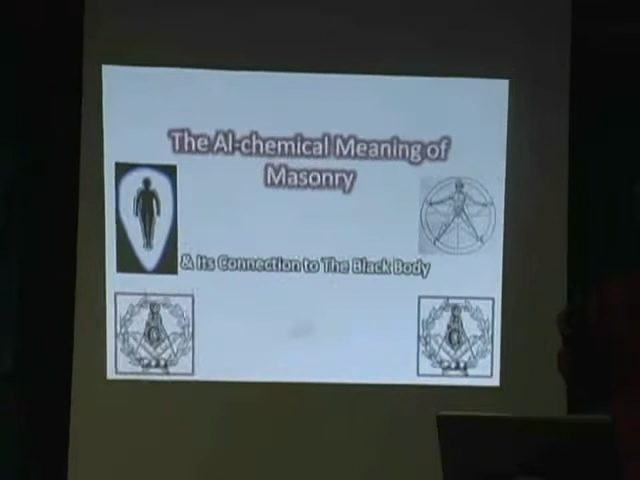 The Al-chemical Meaning of
Masonry
& Its Connection to The Black Body
G
G